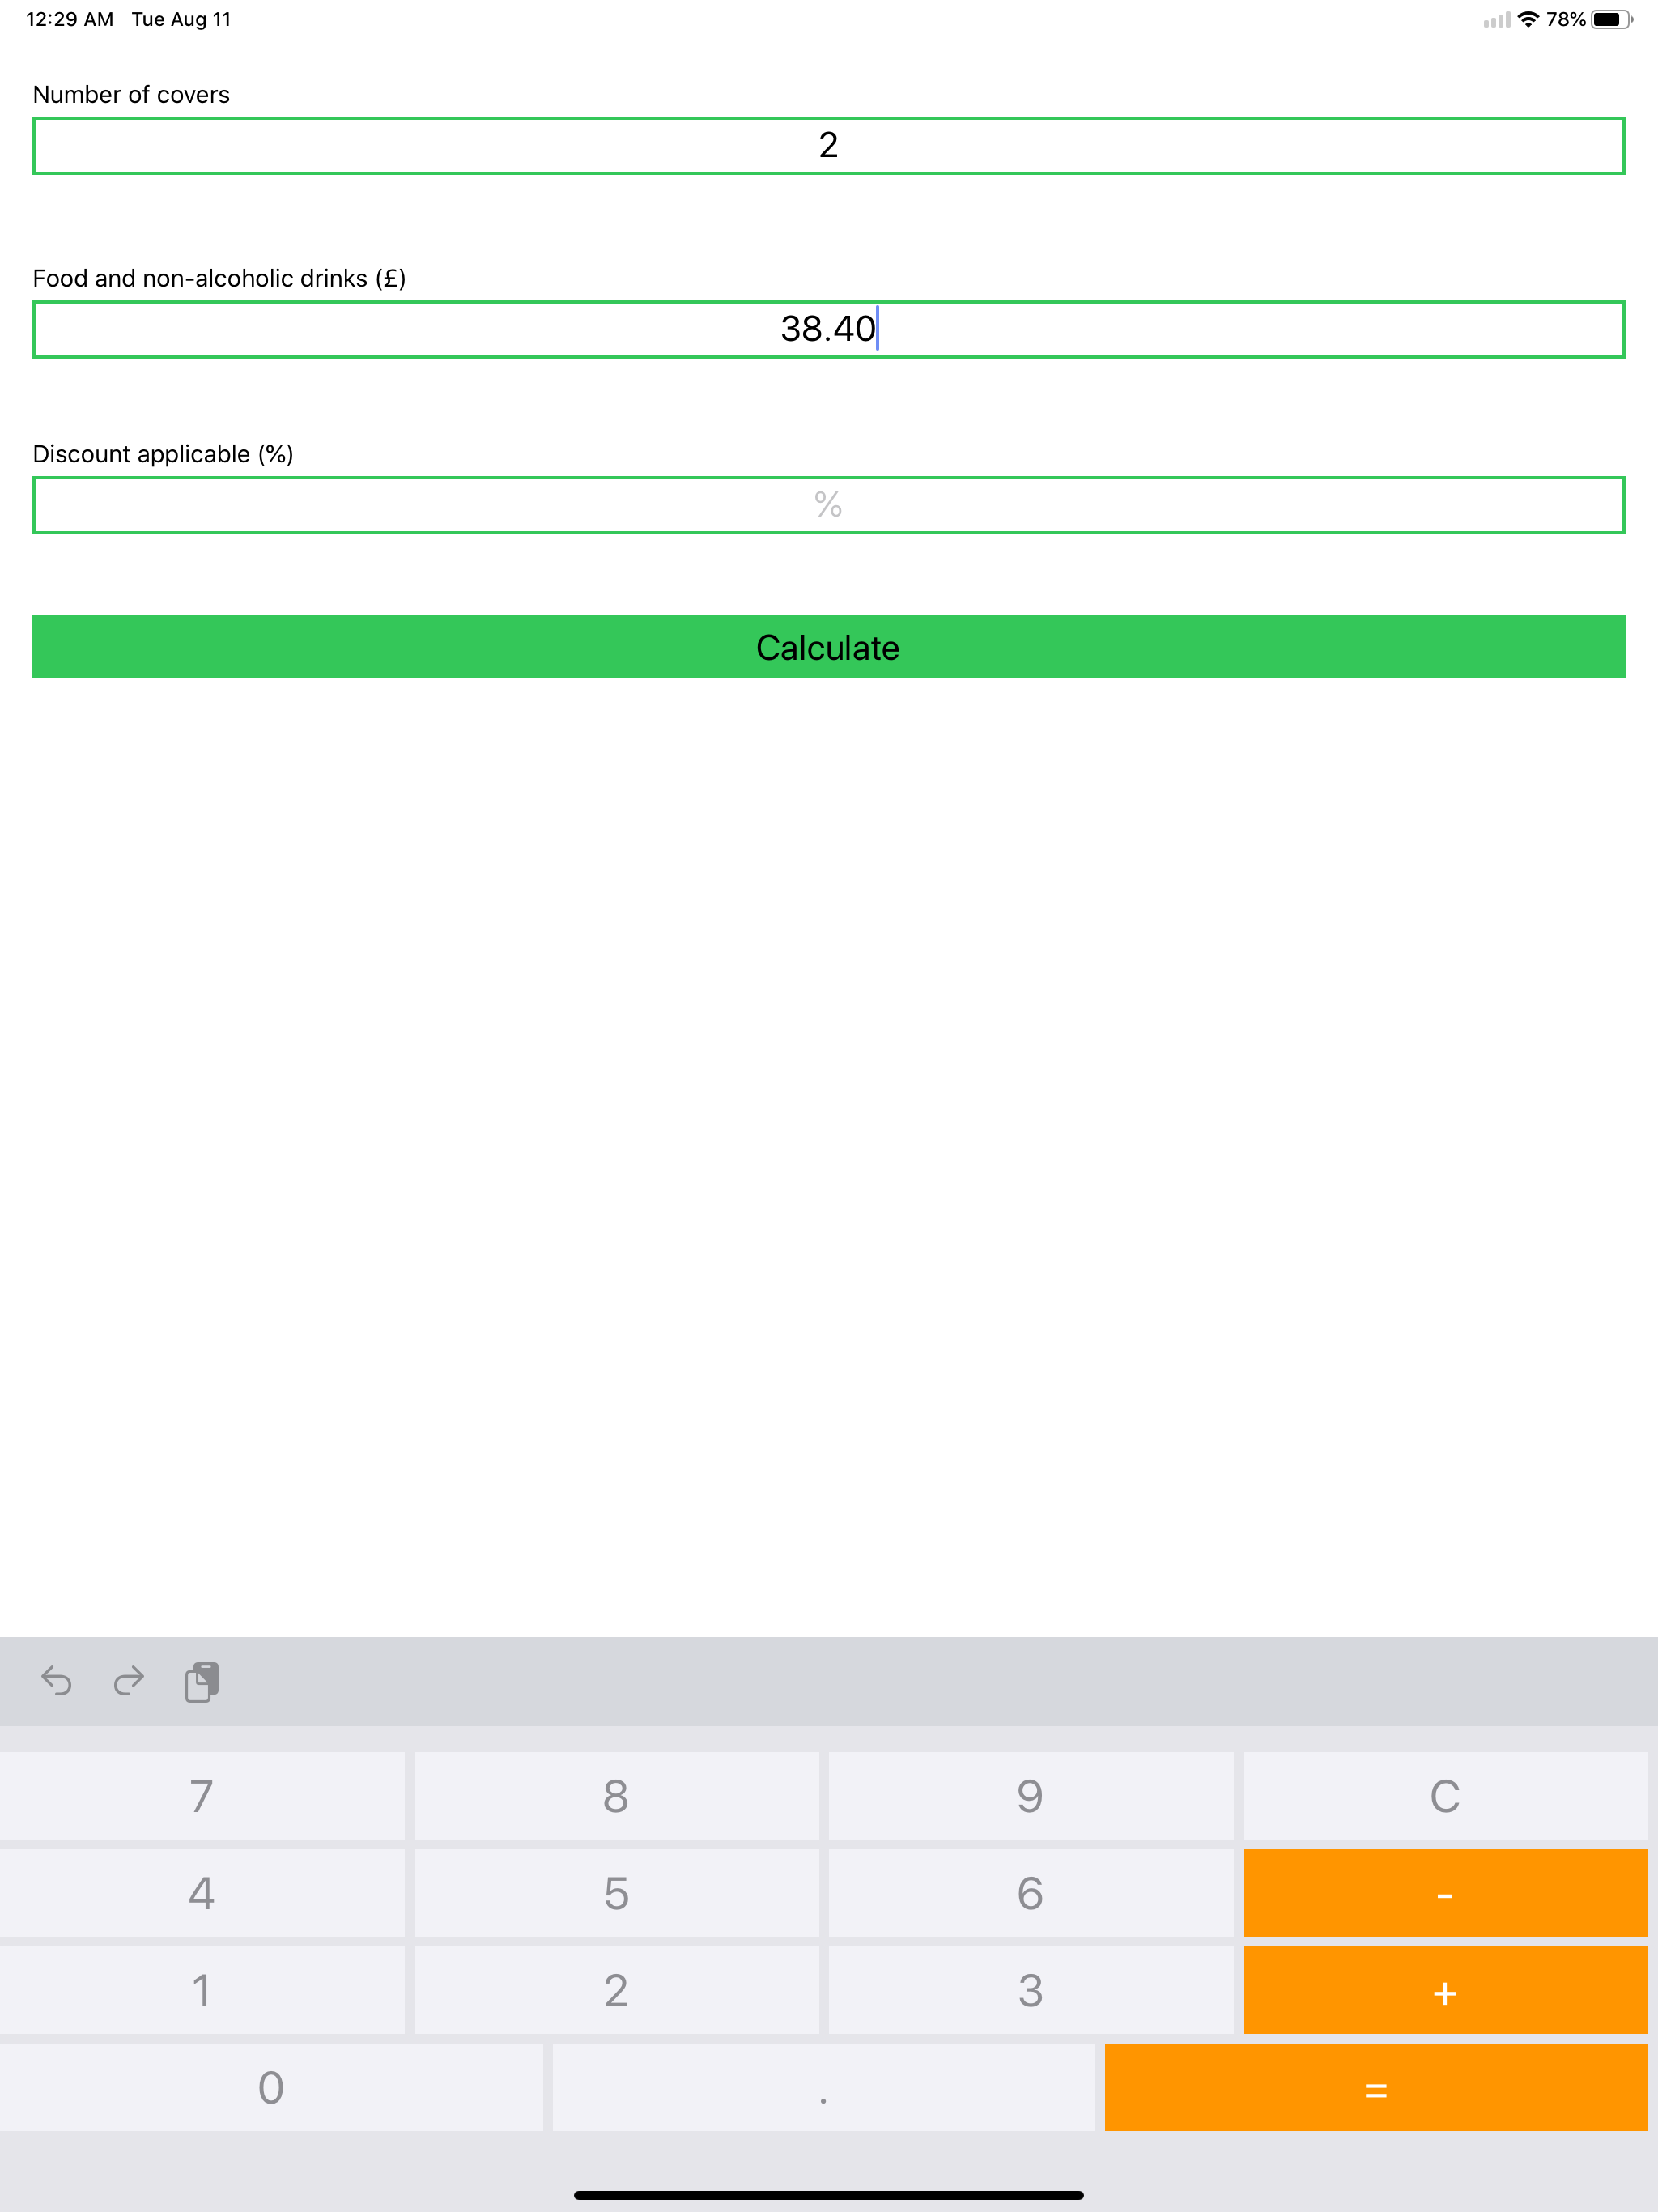 12:29 AM Tue Aug 11 78%
Number of covers
2
Food and non-alcoholic drinks (£)
38.40
Discount applicable (%)
%
Calculate
7 8 9 C
4 5 6 -
1 2 3 +
0 . =